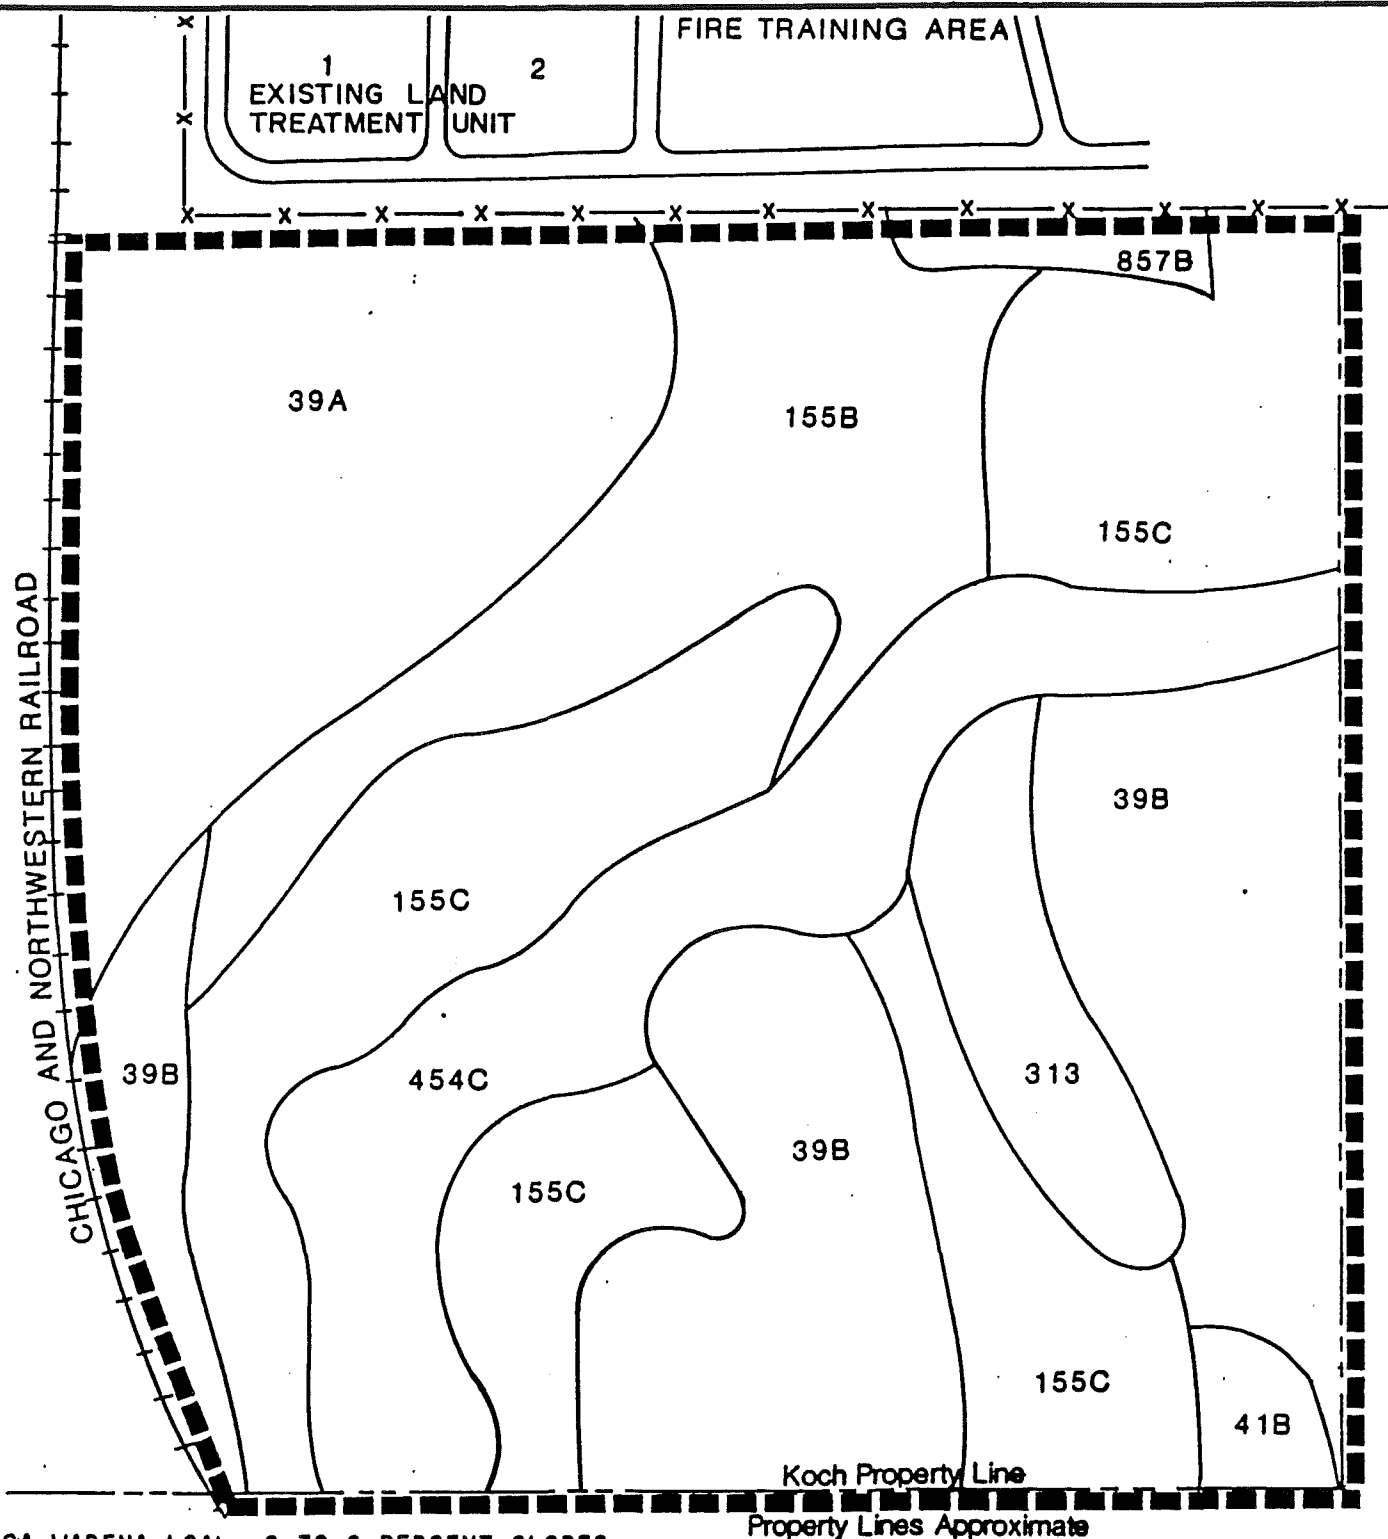 FIRE TRAINING AREA
1
2
EXISTING LAND
TREATMENT UNIT
857B
39A
155B
155C
CHICAGO AND NORTHWESTERN RAILROAD
39B
155C
39B
454C
313
39B
155C
155C
41B
Koch Property Line
Property Lines Approximate